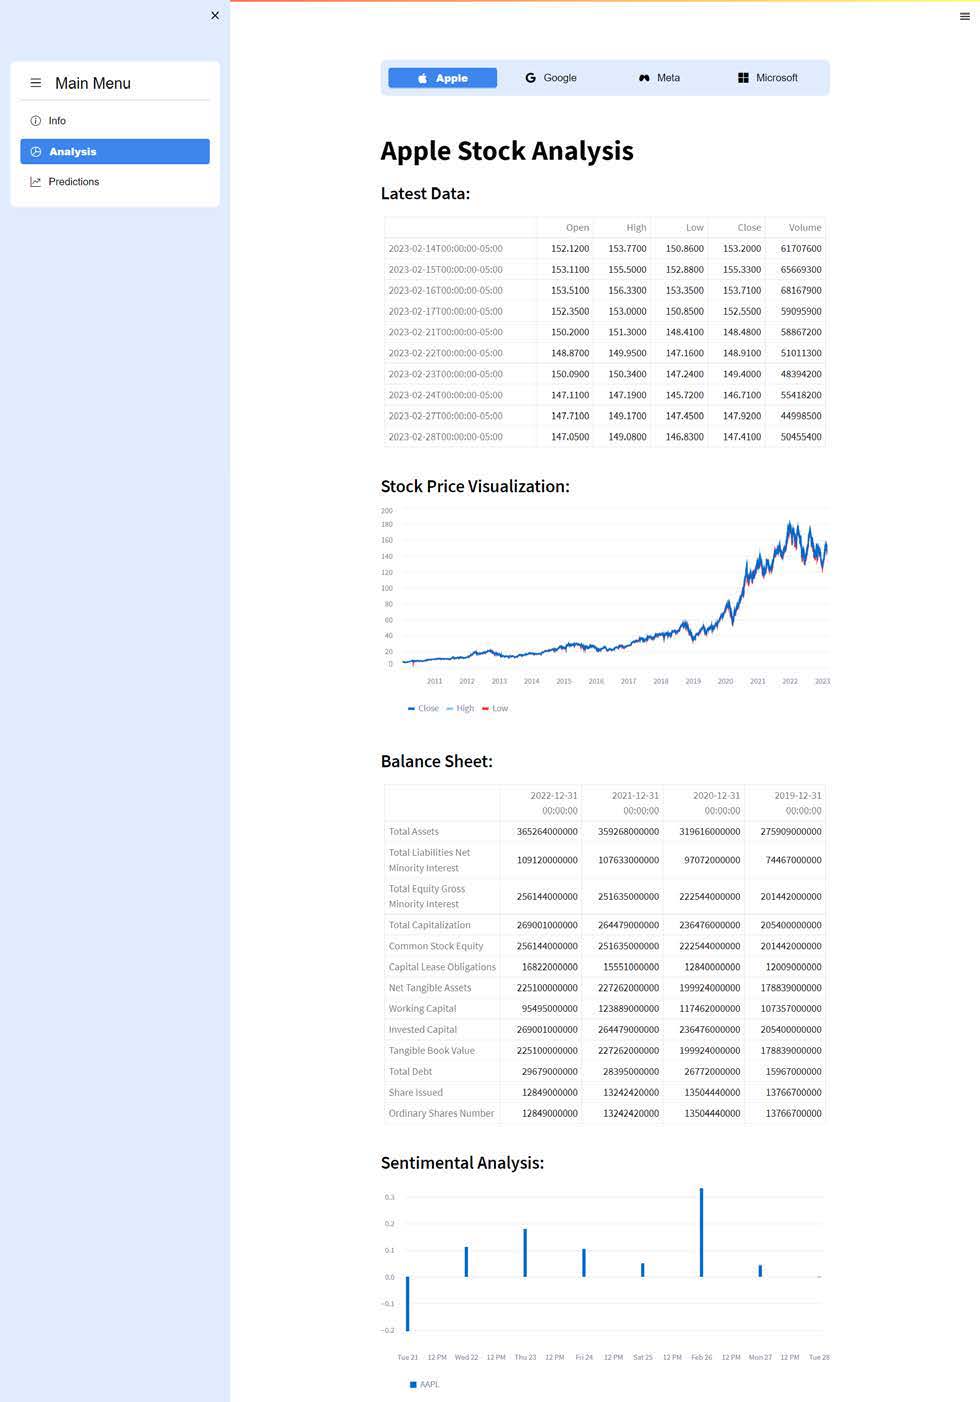 Main Menu
Info
Analysis
Predictions
Apple Google Meta Microsoft
Apple Stock Analysis
Latest Data:
Open High Low Close Volume
2023-02-14T00:00:00-05:00 152.1200 153.7700 150.8600 153.2000 61707600
2023-02-15T00:00:00-05:00 153.1100 155.5000 152.8800 155.3300 65669300
2023-02-16T00:00:00-05:00 153.5100 156.3300 153.3500 153.7100 68167900
2023-02-17T00:00:00-05:00 152.3500 153.0000 150.8500 152.5500 59095900
2023-02-21T00:00:00-05:00 150.2000 151.3000 148.4100 148.4800 58867200
2023-02-22T00:00:00-05:00 148.8700 149.9500 147.1600 148.9100 51011300
2023-02-23T00:00:00-05:00 150.0900 150.3400 147.2400 149.4000 48394200
2023-02-24T00:00:00-05:00 147.1100 147.1900 145.7200 146.7100 55418200
2023-02-27T00:00:00-05:00 147.7100 149.1700 147.4500 147.9200 44998500
2023-02-28T00:00:00-05:00 147.0500 149.0800 146.8300 147.4100 50455400
Stock Price Visualization:
200
180
160
140
120
100
80
60
40
20
0
2011 2012 2013 2014 2015 2016 2017 2018 2019 2020 2021 2022 2023
Close High Low
Balance Sheet:
2022-12-31 2021-12-31 2020-12-31 2019-12-31
00:00:00 00:00:00 00:00:00 00:00:00
Total Assets 365264000000 359268000000 319616000000 275909000000
Total Liabilities Net
Minority Interest 109120000000 107633000000 97072000000 74467000000
Total Equity Gross
Minority Interest 256144000000 251635000000 222544000000 201442000000
Total Capitalization 269001000000 264479000000 236476000000 205400000000
Common Stock Equity 256144000000 251635000000 222544000000 201442000000
Capital Lease Obligations 16822000000 15551000000 12840000000 12009000000
Net Tangible Assets 225100000000 227262000000 199924000000 178839000000
Working Capital 95495000000 123889000000 117462000000 107357000000
Invested Capital 269001000000 264479000000 236476000000 205400000000
Tangible Book Value 225100000000 227262000000 199924000000 178839000000
Total Debt 29679000000 28395000000 26772000000 15967000000
Share Issued 12849000000 13242420000 13504440000 13766700000
Ordinary Shares Number 12849000000 13242420000 13504440000 13766700000
Sentimental Analysis:
0.3
0.2
0.1
0.0
−0.1
−0.2
Tue 21 12 PM Wed 22 12 PM Thu 23 12 PM Fri 24 12 PM Sat 25 12 PM Feb 26 12 PM Mon 27 12 PM Tue 28
AAPL